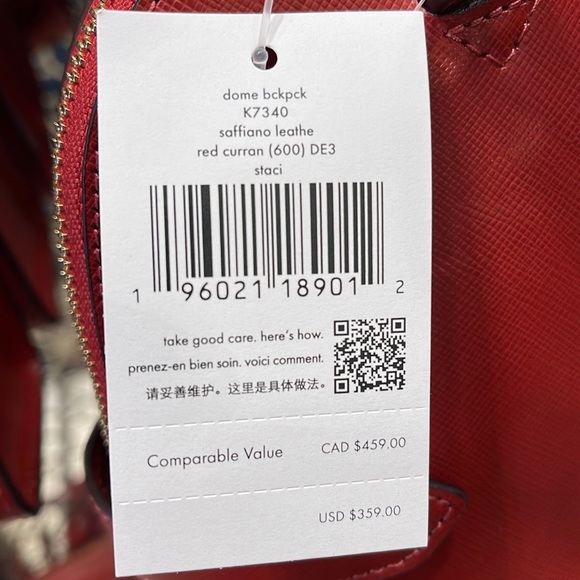 dome bckpck
K7340
saffiano leathe
red curran (600) DE3
staci
1 96021 18901 2
take good care. here's how.
prenez-en bien soin. voici comment.
请妥善维护。这里是具体做法。
Comparable Value CAD $459.00
USD $359.00